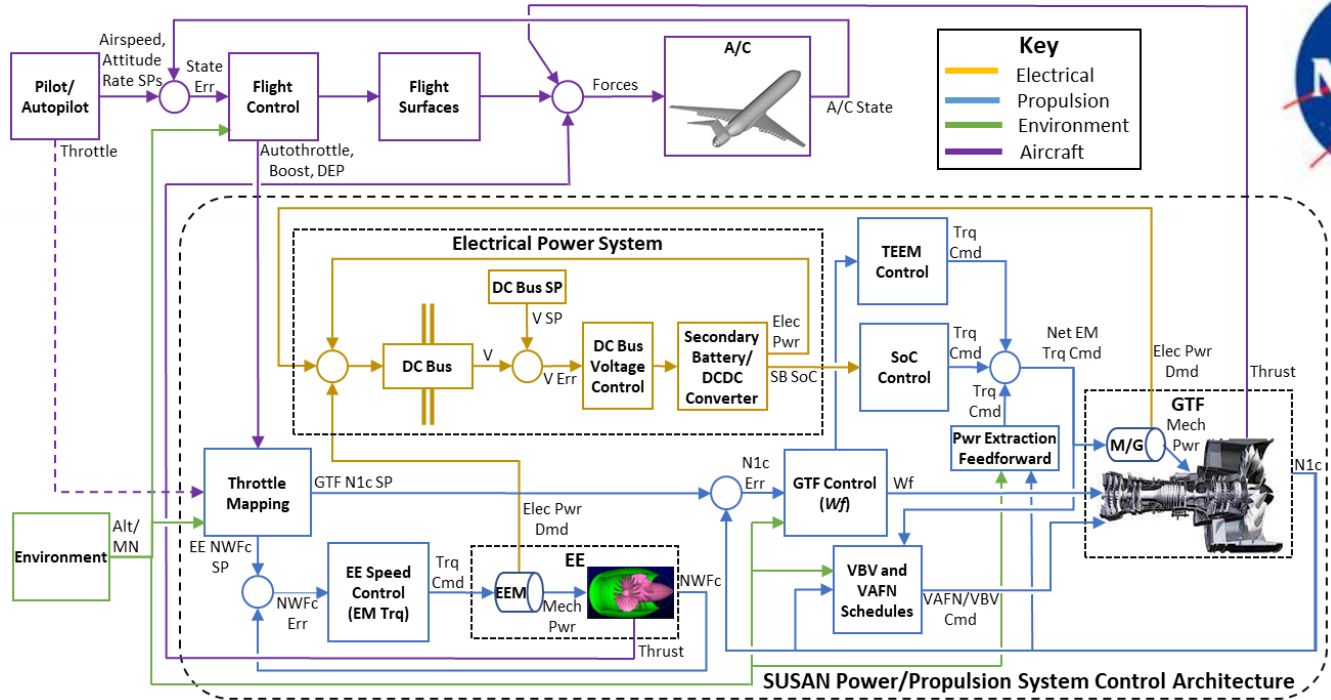 Airspeed,
Attitude
Rate SPs
Pilot/
Autopilot
State
Err
Flight
Control
Flight
Surfaces
Forces
A/C
A/C State
Key
Electrical
Propulsion
Environment
Aircraft
Throttle
Autothrottle,
Boost, DEP
Electrical Power System
DC Bus SP
V SP
DC Bus
V
V Err
DC Bus
Voltage
Control
Secondary
Battery/
DCDC
Converter
Elec
Pwr
SB SoC
TEEM
Control
Trq
Cmd
SoC
Control
Trq
Cmd
Net EM
Trq Cmd
Trq
Cmd
Pwr Extraction
Feedforward
Elec Pwr
Dmd
Thrust
GTF
Mech
Pwr
M/G
N1c
Throttle
Mapping
GTF N1c SP
N1c
Err
GTF Control
(Wf)
Wf
Environment
Alt/
MN
EE NWFc
SP
NWFc
Err
EE Speed
Control
(EM Trq)
Trq
Cmd
Elec Pwr
Dmd
EE
EEM
Mech
Pwr
NWFc
Thrust
VBV and
VAFN
Schedules
VAFN/VBV
Cmd
SUSAN Power/Propulsion System Control Architecture